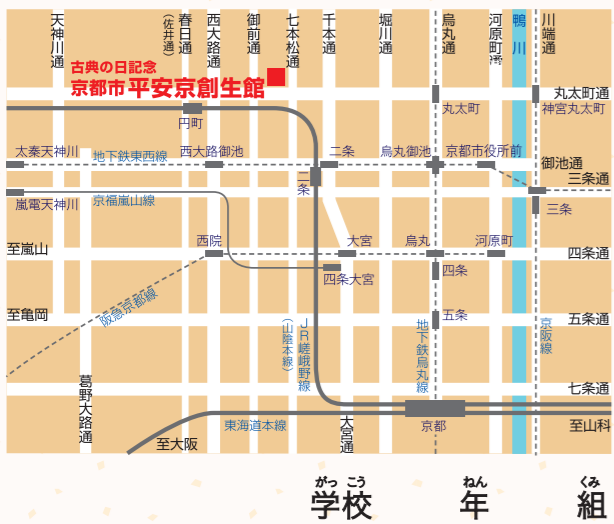 天神川通
春日通
（佐井通）
西大路通
御前通
七本松通
千本通
堀川通
烏丸通
河原町通
鴨川
川端通
古典の日記念
京都市平安京創生館
丸太町通
丸太町
神宮丸太町
円町
太秦天神川
地下鉄東西線
西大路御池
二条
烏丸御池
京都市役所前
御池通
二条
三条通
嵐電天神川
京福嵐山線
三条
至嵐山
西院
大宮
烏丸
河原町
四条通
四条大宮
四条
至亀岡
阪急京都線
五条
五条通
（山陰本線）
ＪＲ嵯峨野線
地下鉄烏丸線
京阪線
葛野大路通
七条通
東海道本線
至大阪
大宮通
京都
至山科
がっこう ねん くみ
学校 年 組